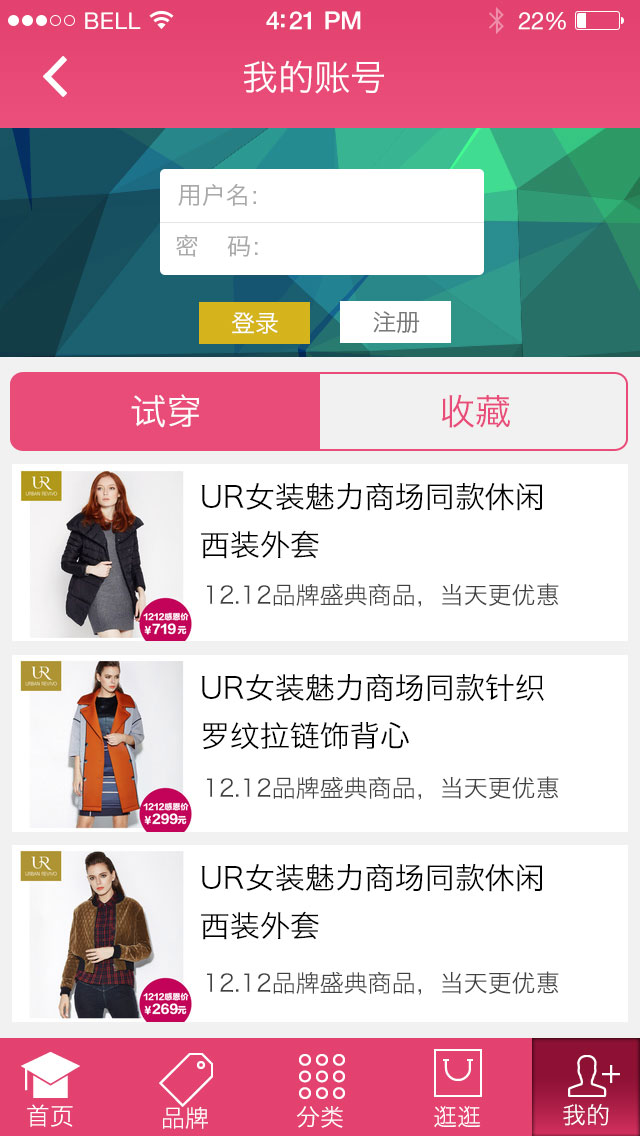 BELL 4:21 PM 22%
我的账号
用户名:
密 码:
登录 注册
试穿 收藏
UR
URBAN REVIVO
UR女装魅力商场同款休闲
西装外套
12.12品牌盛典商品，当天更优惠
1212感恩价
¥719元
UR
URBAN REVIVO
UR女装魅力商场同款针织
罗纹拉链饰背心
12.12品牌盛典商品，当天更优惠
1212感恩价
¥299元
UR
URBAN REVIVO
UR女装魅力商场同款休闲
西装外套
12.12品牌盛典商品，当天更优惠
1212感恩价
¥269元
首页 品牌 分类 逛逛 我的